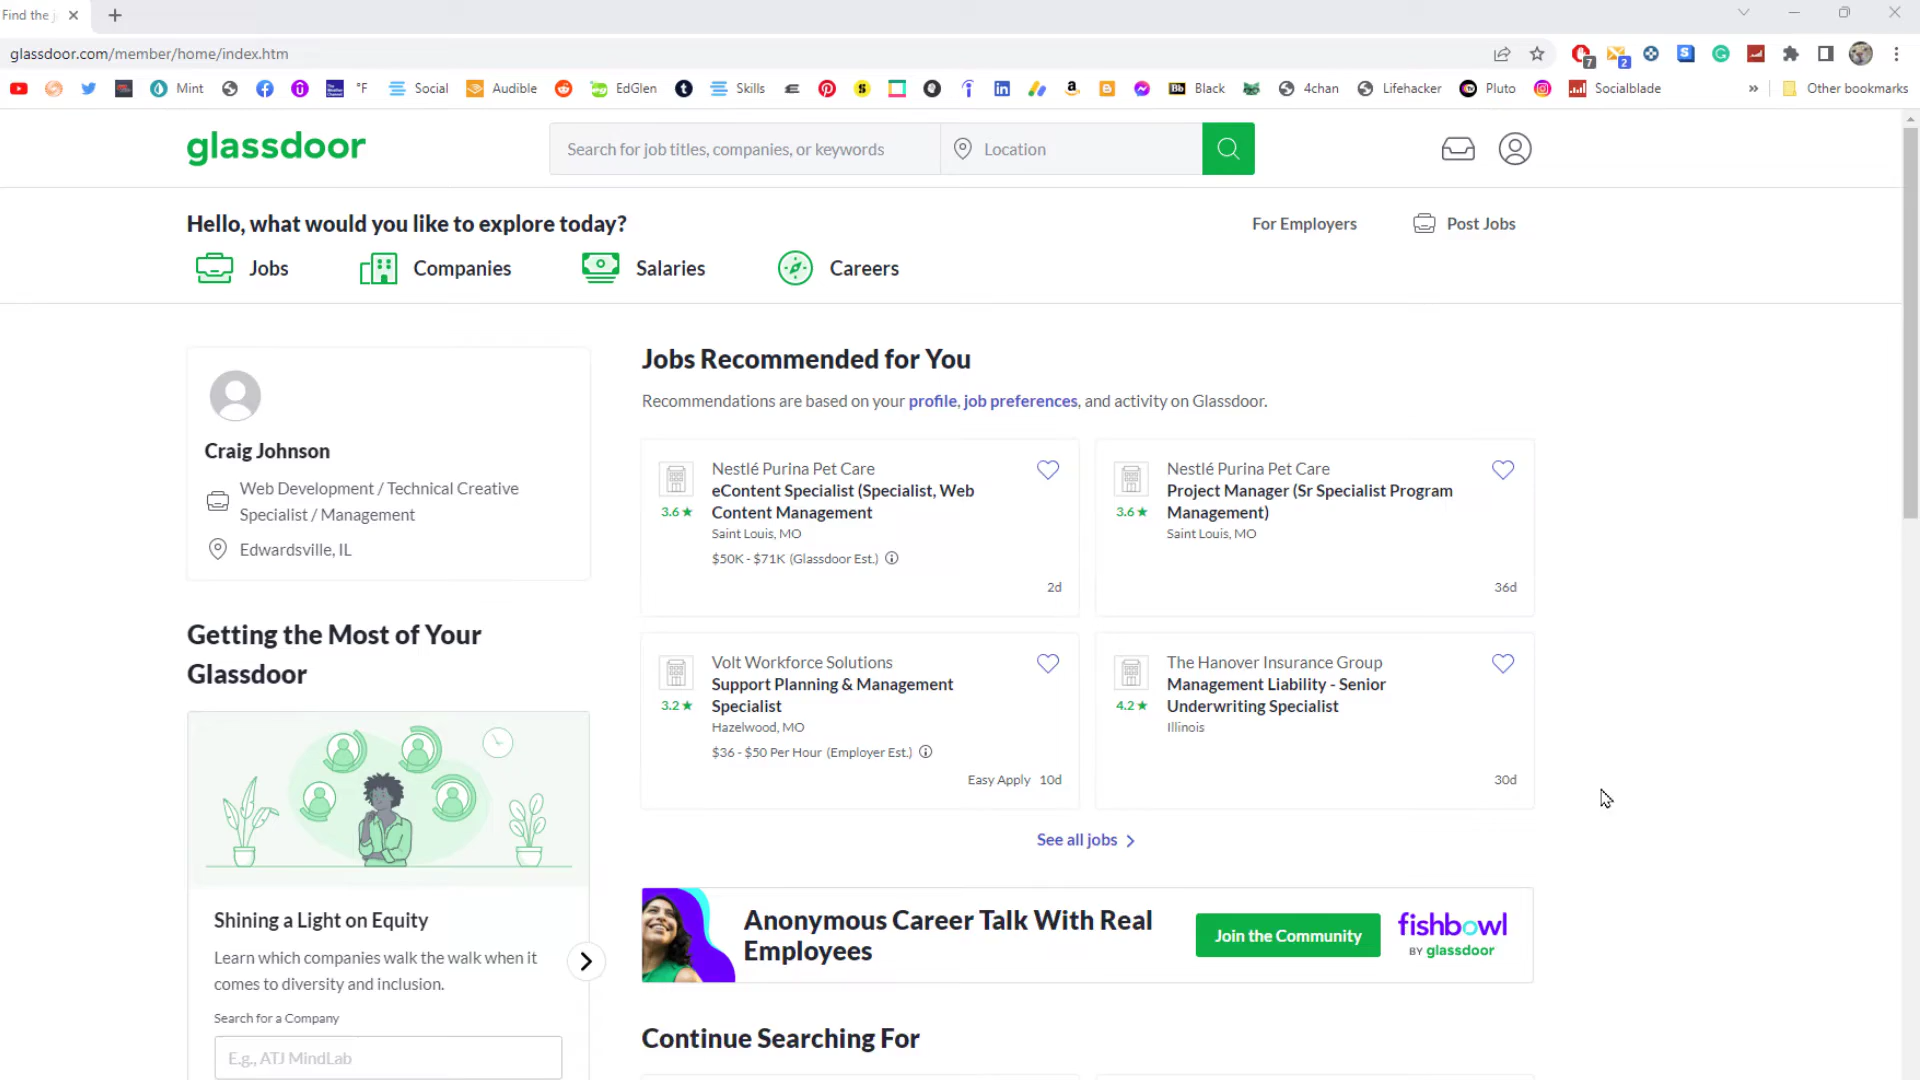 Find the j
glassdoor.com/member/home/index.htm
7
2
Mint
°F
Social
Audible
EdGlen
Skills
Bb Black
4chan
Lifehacker
Pluto
Socialblade
»
Other bookmarks
glassdoor
Search for job titles, companies, or keywords
Location
Hello, what would you like to explore today?
For Employers
Post Jobs
Jobs
Companies
Salaries
Careers
Craig Johnson
Web Development / Technical Creative
Specialist / Management
Edwardsville, IL
Getting the Most of Your
Glassdoor
Shining a Light on Equity
Learn which companies walk the walk when it
comes to diversity and inclusion.
Search for a Company
E.g., ATJ MindLab
Jobs Recommended for You
Recommendations are based on your profile, job preferences, and activity on Glassdoor.
Nestlé Purina Pet Care
eContent Specialist (Specialist, Web
Content Management
3.6 ★
Saint Louis, MO
$50K - $71K (Glassdoor Est.)
2d
Nestlé Purina Pet Care
Project Manager (Sr Specialist Program
Management)
3.6 ★
Saint Louis, MO
36d
Volt Workforce Solutions
Support Planning & Management
Specialist
3.2 ★
Hazelwood, MO
$36 - $50 Per Hour (Employer Est.)
Easy Apply 10d
The Hanover Insurance Group
Management Liability - Senior
Underwriting Specialist
4.2 ★
Illinois
30d
See all jobs
Anonymous Career Talk With Real
Employees
Join the Community
fishbowl
BY glassdoor
Continue Searching For